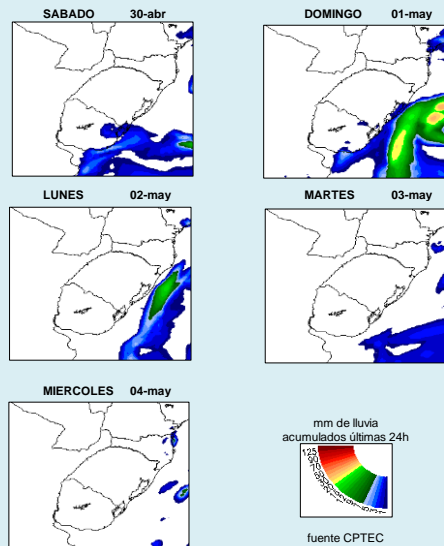 SABADO 30-abr
DOMINGO 01-may
LUNES 02-may
MARTES 03-may
MIERCOLES 04-may
mm de lluvia
acumulados últimas 24h
125
fuente CPTEC